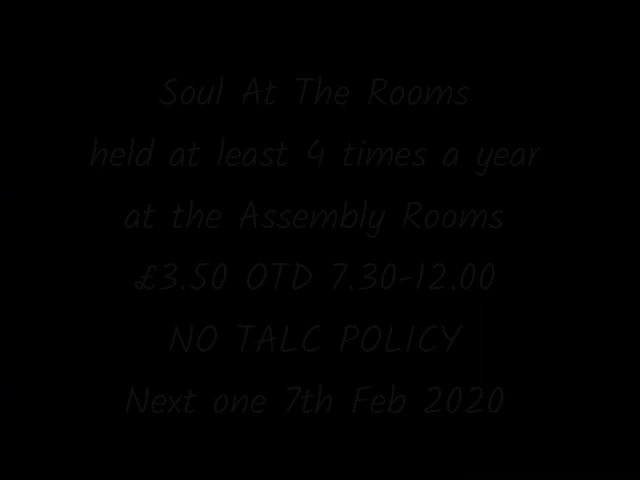 Soul At The Rooms
held at least 4 times a year
at the Assembly Rooms
£3.50 OTD 7.30-12.00
NO TALC POLICY
Next one 7th Feb 2020